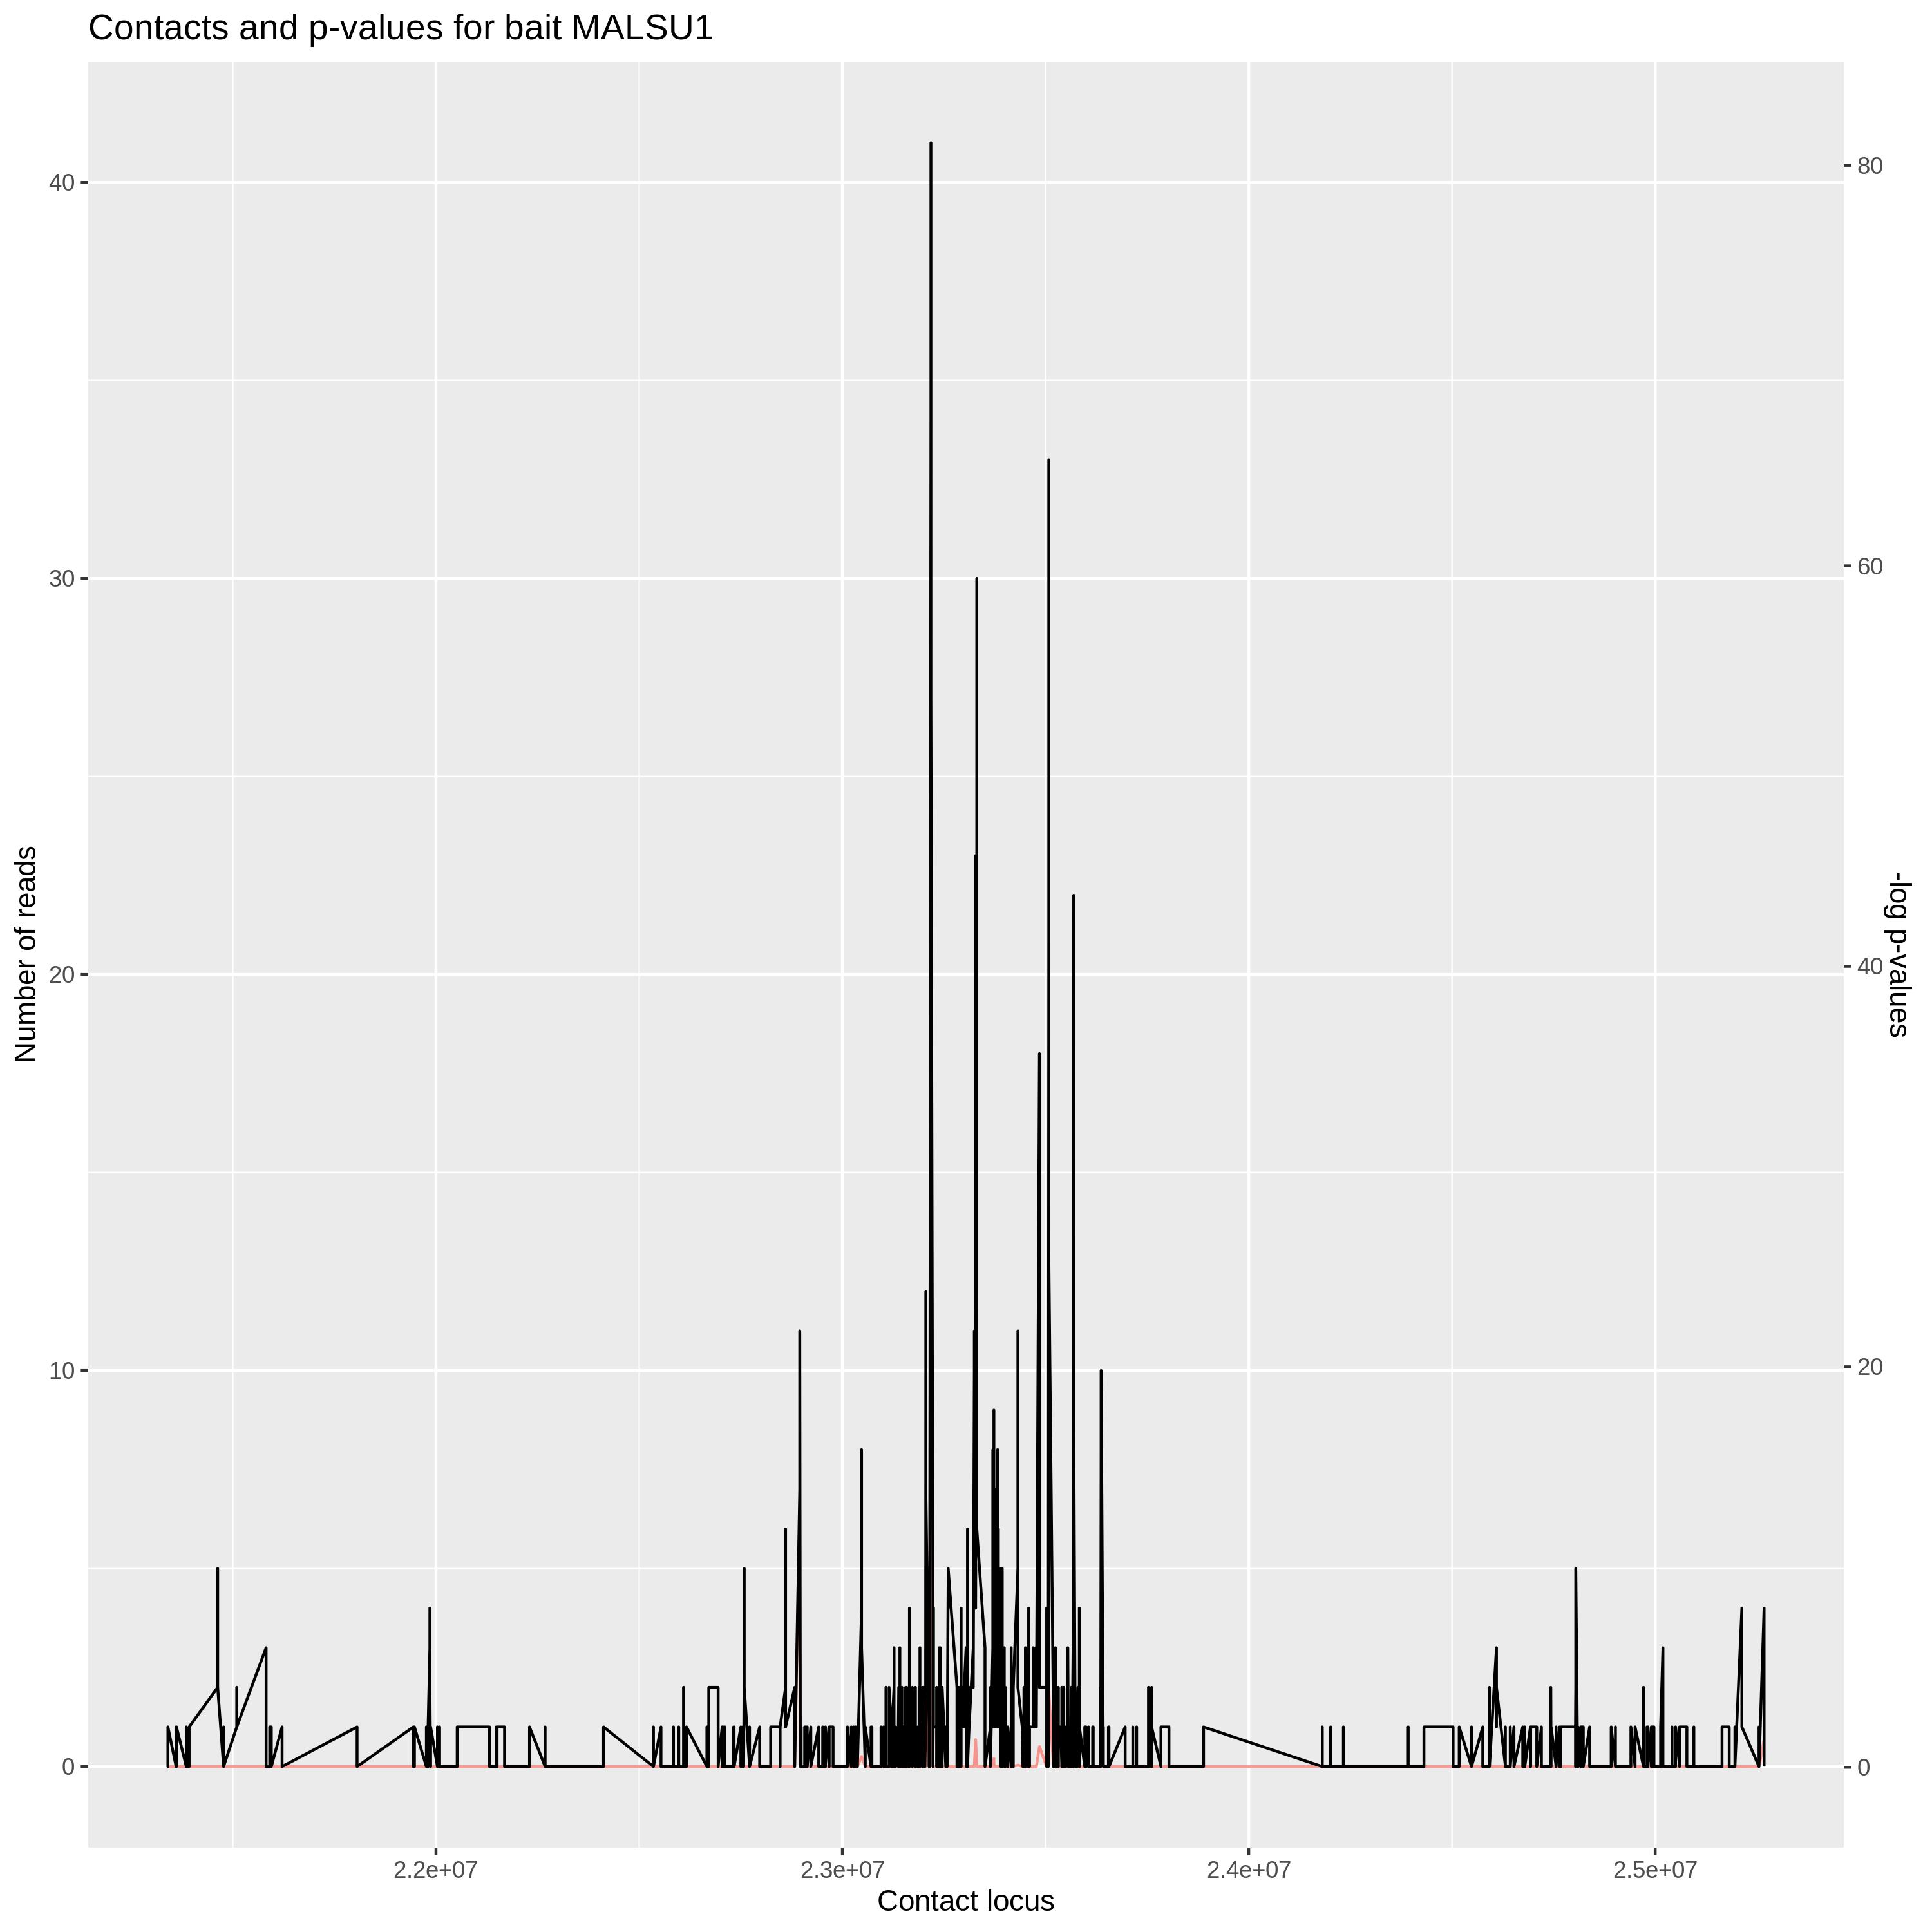 Contacts and p-values for bait MALSU1
40
30
20
10
0
80
60
40
20
0
Number of reads
-log p-values
2.2e+07
2.3e+07
2.4e+07
2.5e+07
Contact locus